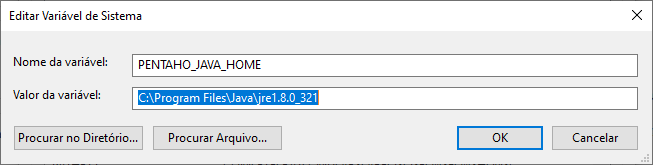 Editar Variável de Sistema
Nome da variável: PENTAHO_JAVA_HOME
Valor da variável: C:\Program Files\Java\jre1.8.0_321
Procurar no Diretório... Procurar Arquivo... OK Cancelar